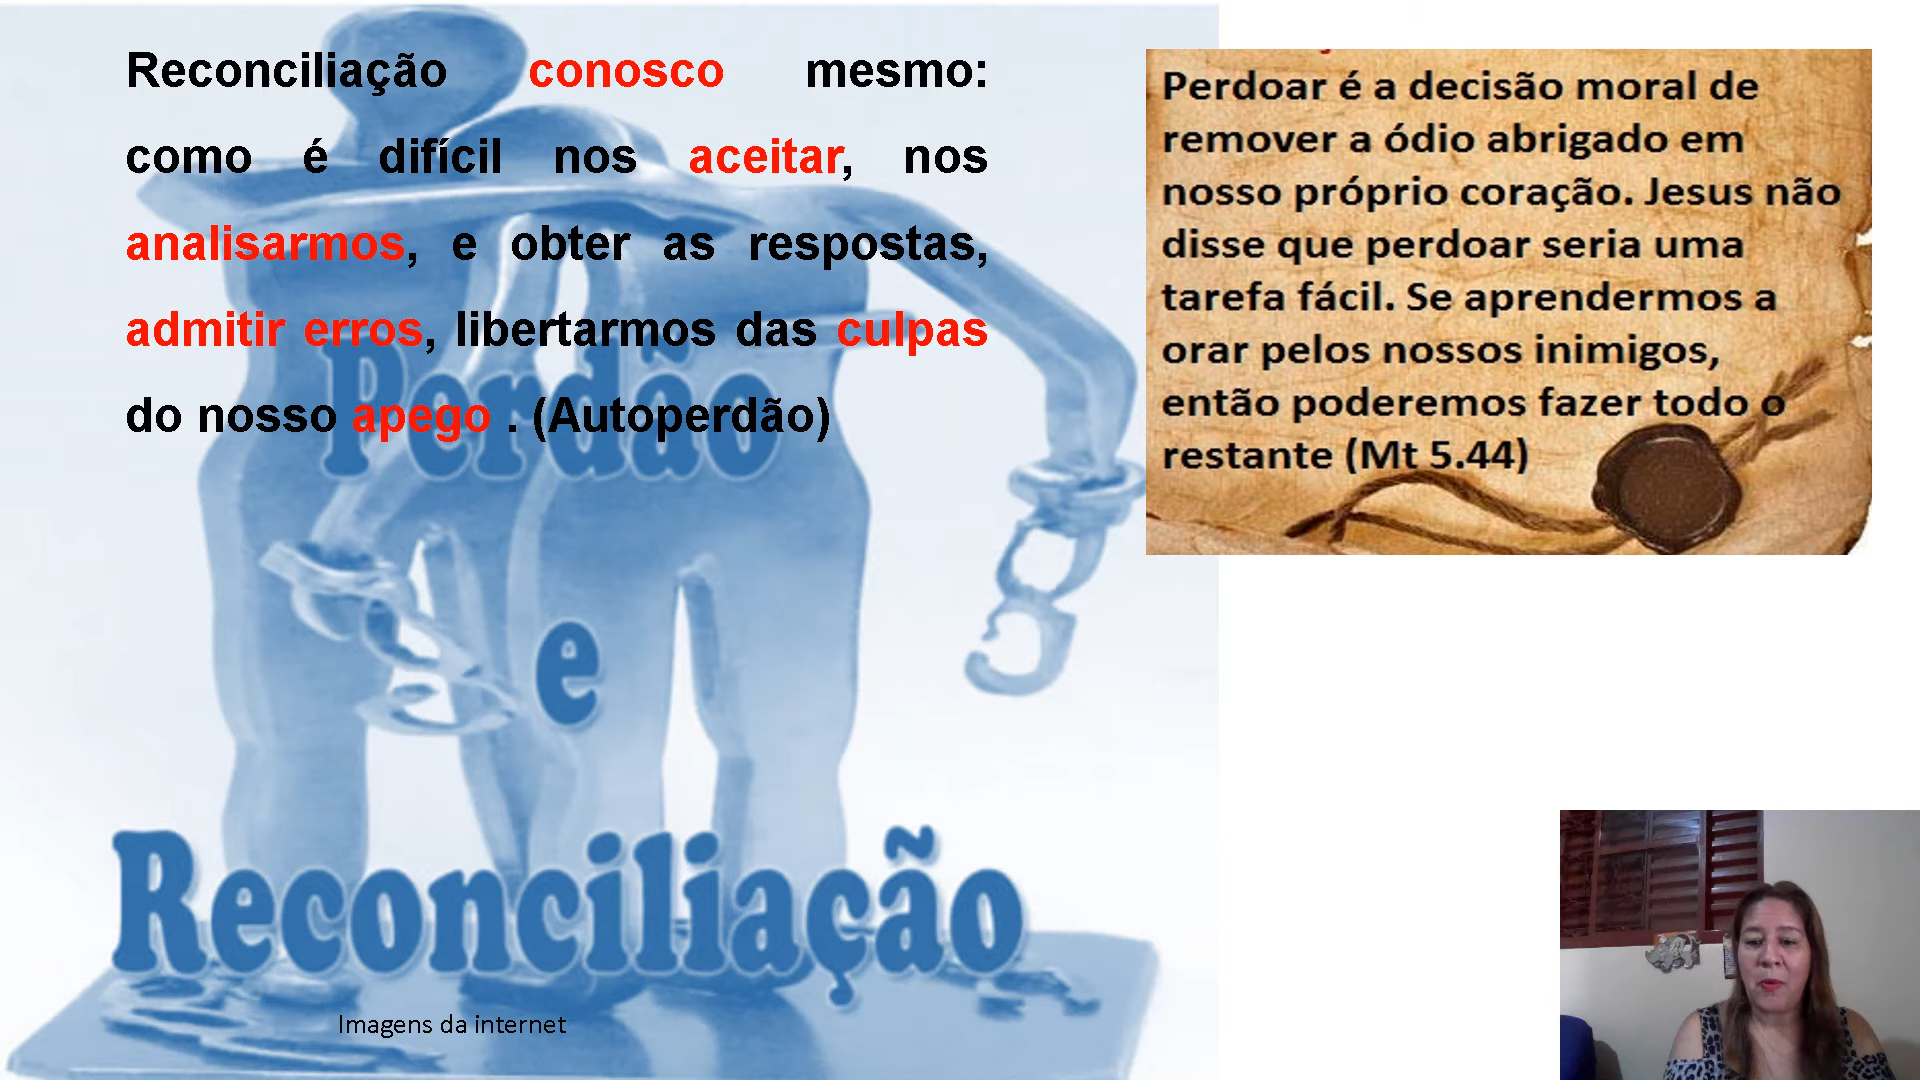 Reconciliação conosco mesmo:
como é difícil nos aceitar, nos
analisarmos, e obter as respostas,
admitir erros, libertarmos das culpas
do nosso apego . (Autoperdão)
Perdão
e
Reconciliação
Imagens da internet
Perdoar é a decisão moral de
remover a ódio abrigado em
nosso próprio coração. Jesus não
disse que perdoar seria uma
tarefa fácil. Se aprendermos a
orar pelos nossos inimigos,
então poderemos fazer todo o
restante (Mt 5.44)